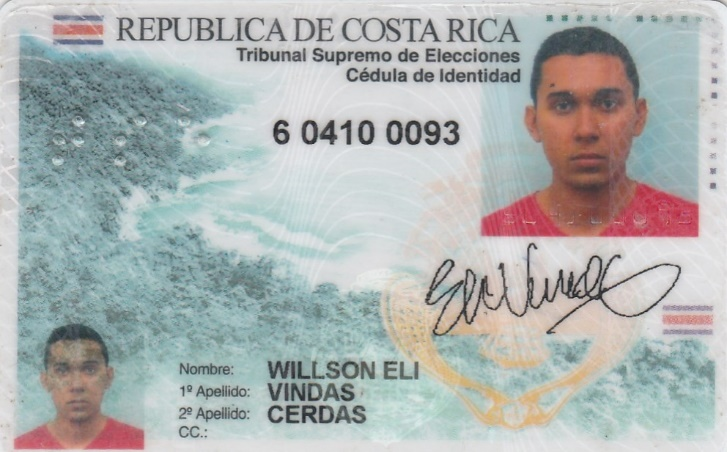 REPUBLICA DE COSTA RICA
Tribunal Supremo de Elecciones
Cédula de Identidad
6 0410 0093
Nombre: WILLSON ELI
1º Apellido: VINDAS
2º Apellido: CERDAS
CC.: